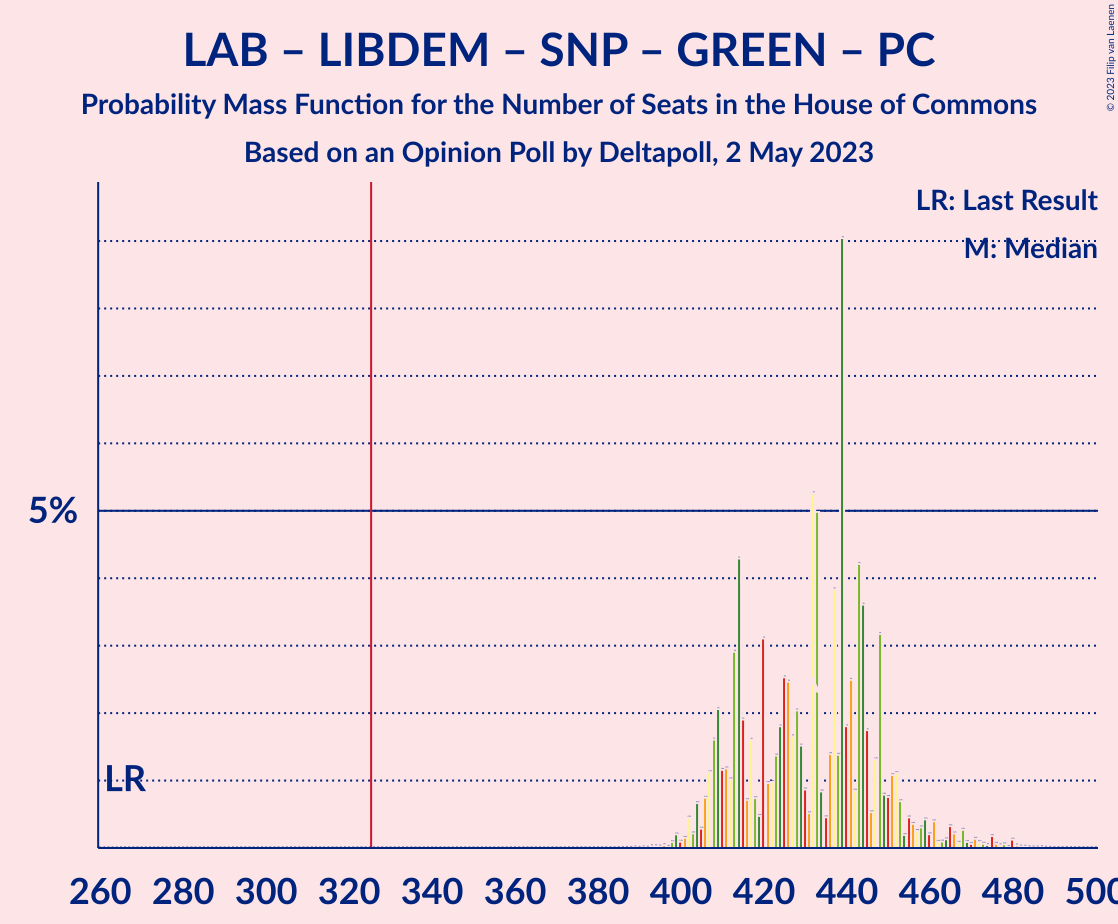 LAB – LIBDEM – SNP – GREEN – PC
Probability Mass Function for the Number of Seats in the House of Commons
Based on an Opinion Poll by Deltapoll, 2 May 2023
© 2023 Filip van Laenen
LR: Last Result
M: Median
5%
LR
260 280 300 320 340 360 380 400 420 440 460 480 500